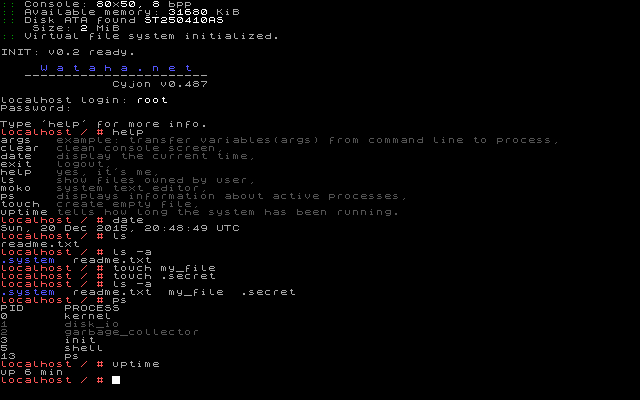 :: Console: 80x50, 8 bpp
:: Available memory: 31680 KiB
:: Disk ATA found ST250410AS
    Size: 2 MiB
:: Virtual file system initialized.
INIT: v0.2 ready.
Wataha.net
-----------------------
Cyjon v0.487
localhost login: root
Password:
Type 'help' for more info.
localhost / # help
args   example: transfer variables(args) from command line to process,
clear  clean console screen,
date   display the current time,
exit   logout,
help   yes, it's me,
ls     show files owned by user,
moko   system text editor,
ps     displays information about active processes,
touch  create empty file,
uptime tells how long the system has been running.
localhost / # date
Sun, 20 Dec 2015, 20:48:49 UTC
localhost / # ls
readme.txt
localhost / # ls -a
.system  readme.txt
localhost / # touch my_file
localhost / # touch .secret
localhost / # ls -a
.system  readme.txt  my_file  .secret
localhost / # ps
PID     PROCESS
0       kernel
1       disk_io
2       garbage_collector
3       init
5       shell
13      ps
localhost / # uptime
up 6 min
localhost / #